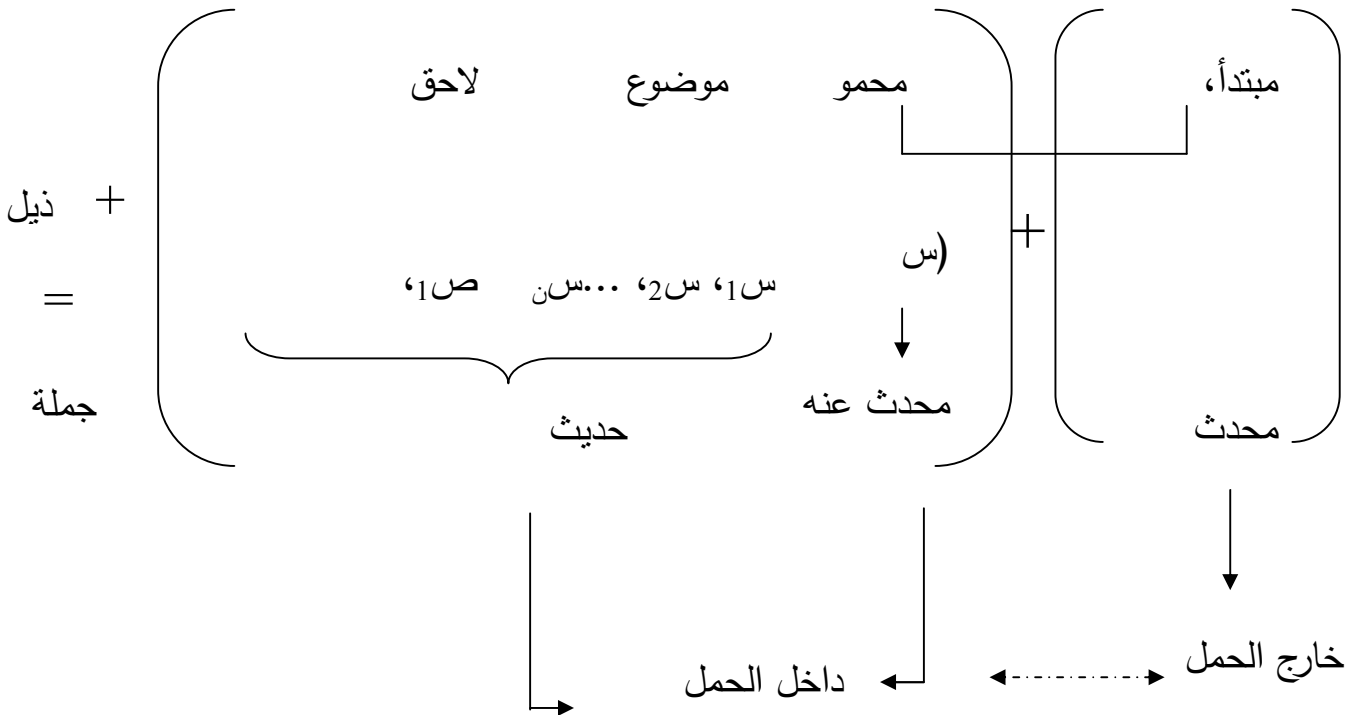 مبتدأ، محمو موضوع لاحق
+ ذيل
(س +
س1، س2، ...سن ص1،
=
محدث عنه جملة
محدث حديث
خارج الحمل داخل الحمل